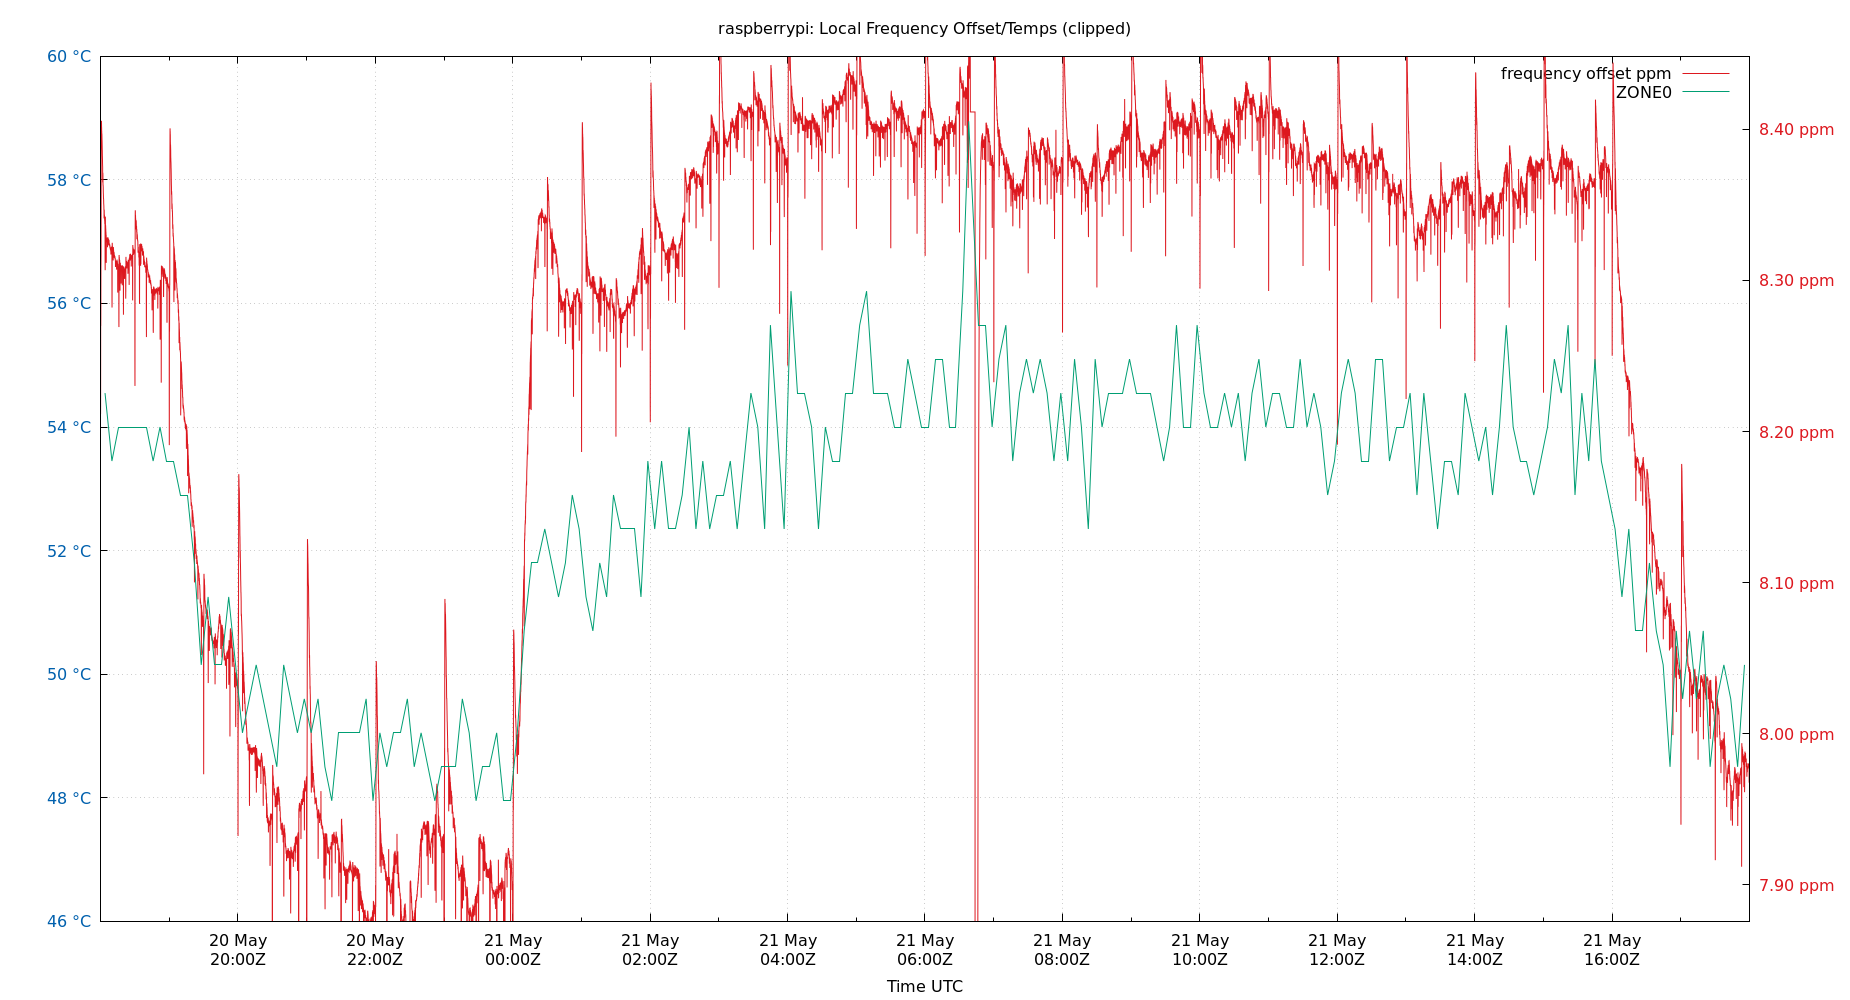 raspberrypi: Local Frequency Offset/Temps (clipped)
60 °C
58 °C
56 °C
54 °C
52 °C
50 °C
48 °C
46 °C
frequency offset ppm
ZONE0
8.40 ppm
8.30 ppm
8.20 ppm
8.10 ppm
8.00 ppm
7.90 ppm
20 May 20 May 21 May 21 May 21 May 21 May 21 May 21 May 21 May 21 May 21 May
20:00Z 22:00Z 00:00Z 02:00Z 04:00Z 06:00Z 08:00Z 10:00Z 12:00Z 14:00Z 16:00Z
Time UTC